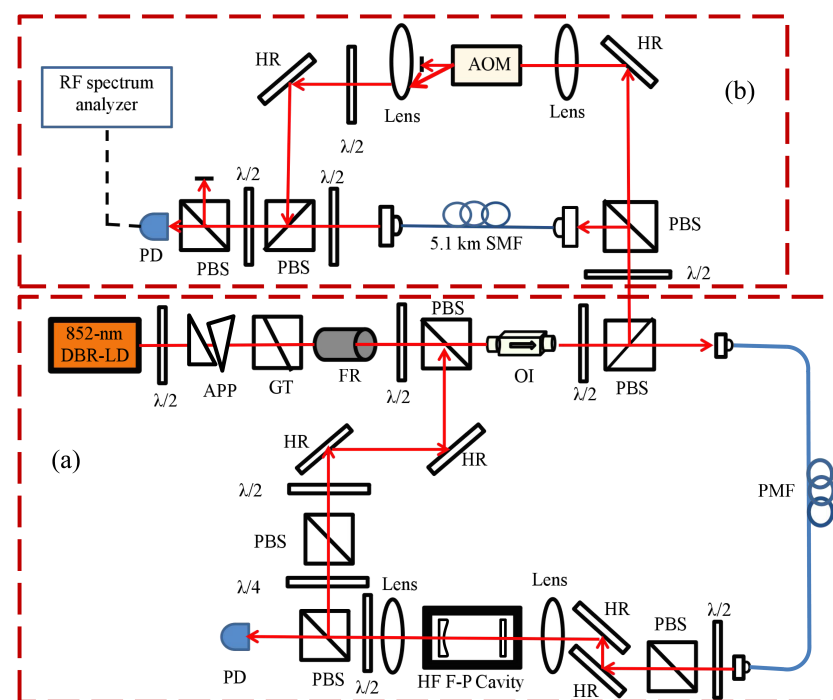 HR
AOM
HR
RF spectrum
analyzer
(b)
Lens
Lens
λ/2
λ/2
λ/2
PD
PBS
PBS
5.1 km SMF
PBS
λ/2
852-nm
DBR-LD
PBS
λ/2
APP
GT
FR
λ/2
OI
λ/2
PBS
(a)
HR
HR
λ/2
PMF
PBS
λ/4
Lens
Lens
HR
PBS
λ/2
PD
PBS
λ/2
HF F-P Cavity
HR